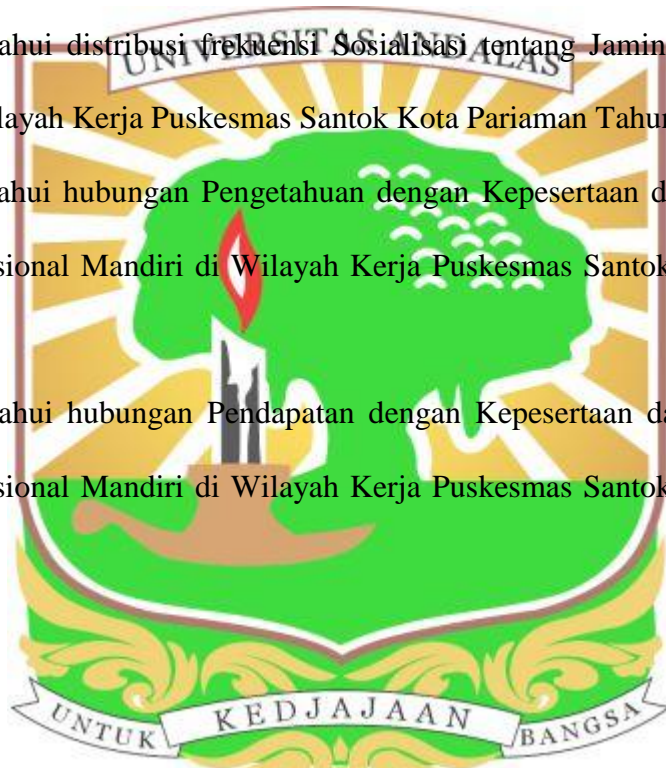 UNIVERSITAS ANDALAS
ahui distribusi frekuensi Sosialisasi tentang Jamin
layah Kerja Puskesmas Santok Kota Pariaman Tahun
ahui hubungan Pengetahuan dengan Kepesertaan d
sional Mandiri di Wilayah Kerja Puskesmas Santok
ahui hubungan Pendapatan dengan Kepesertaan da
sional Mandiri di Wilayah Kerja Puskesmas Santok
UNTUK KEDJAJAAN BANGSA